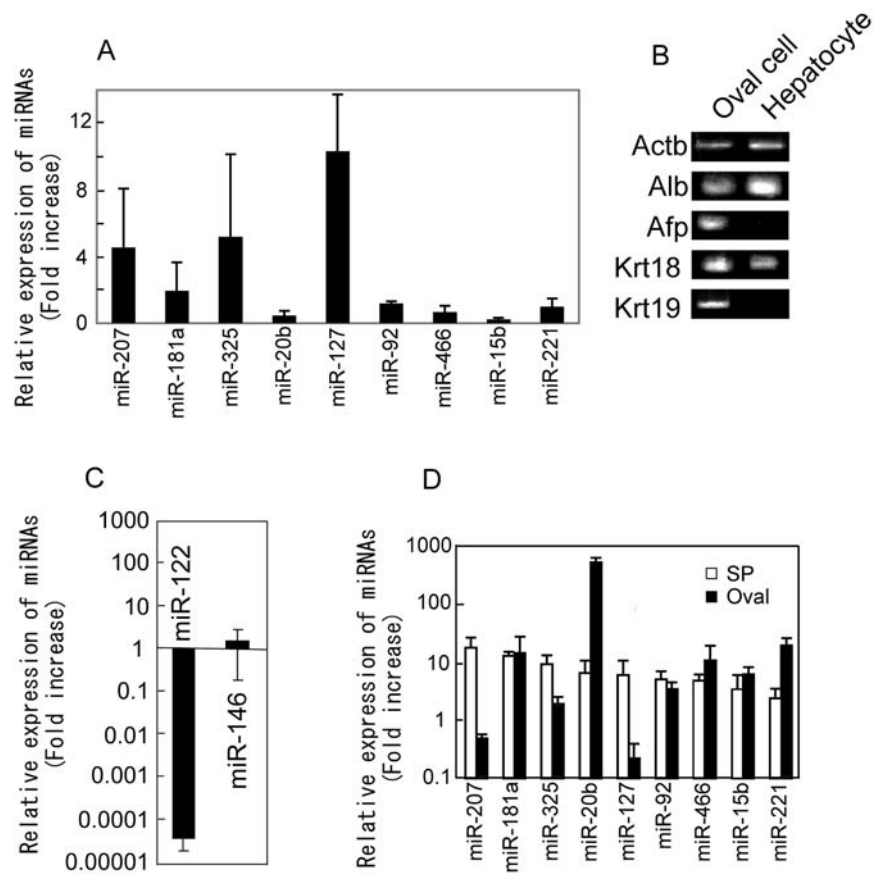 A
Relative expression of miRNAs
(Fold increase)
12
8
4
0
miR-207
miR-181a
miR-325
miR-20b
miR-127
miR-92
miR-466
miR-15b
miR-221
B
Oval cell
Hepatocyte
Actb
Alb
Afp
Krt18
Krt19
C
Relative expression of miRNAs
(Fold increase)
1000
100
10
1
0.1
0.01
0.001
0.0001
0.00001
miR-122
miR-146
D
Relative expression of miRNAs
(Fold increase)
1000
100
10
1
0.1
SP
Oval
miR-207
miR-181a
miR-325
miR-20b
miR-127
miR-92
miR-466
miR-15b
miR-221